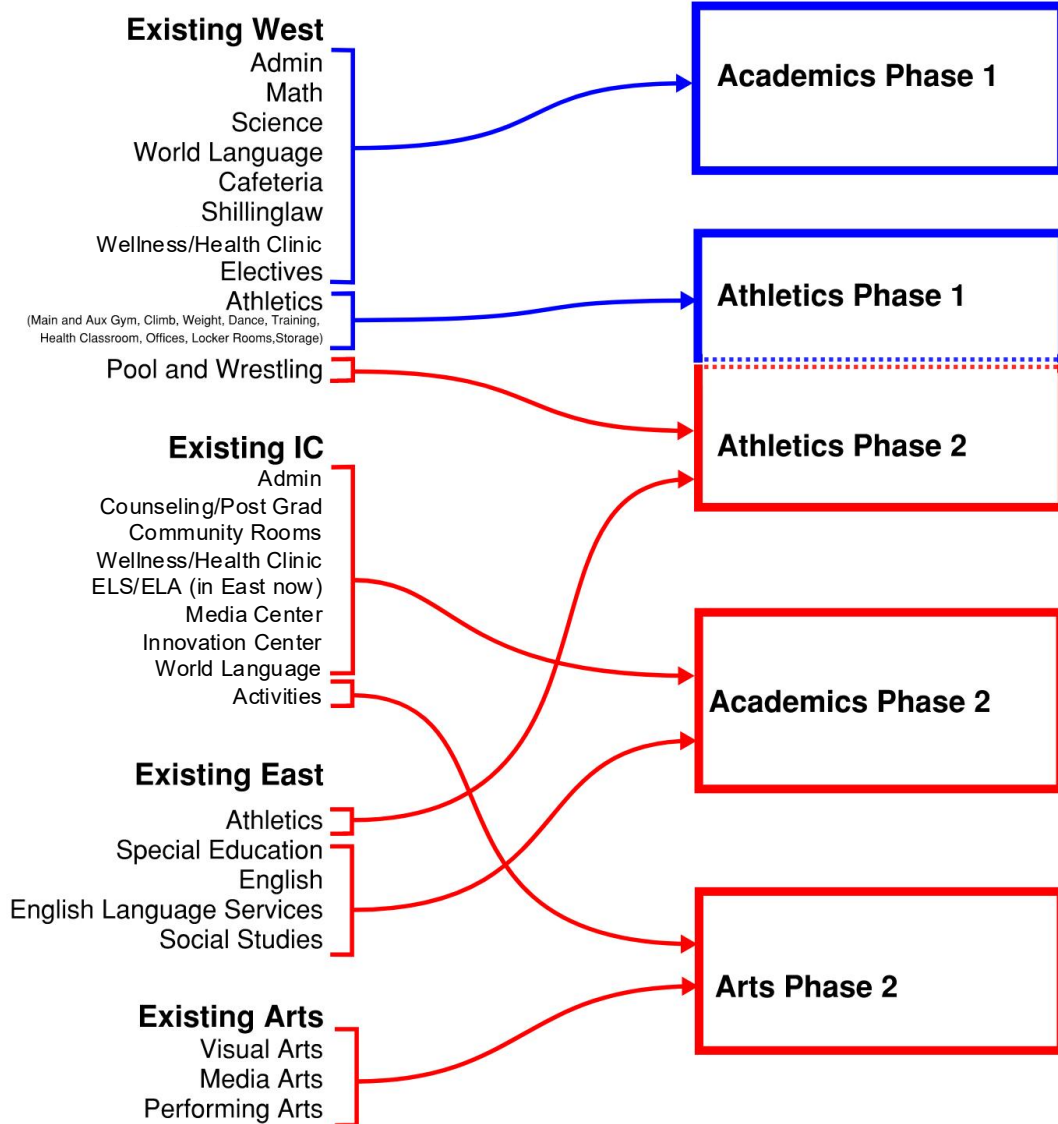 Existing West
Admin
Math
Science
World Language
Cafeteria
Shillinglaw
Wellness/Health Clinic
Electives
Athletics
(Main and Aux Gym, Climb, Weight, Dance, Training,
Health Classroom, Offices, Locker Rooms,Storage)
Pool and Wrestling
Existing IC
Admin
Counseling/Post Grad
Community Rooms
Wellness/Health Clinic
ELS/ELA (in East now)
Media Center
Innovation Center
World Language
Activities
Existing East
Athletics
Special Education
English
English Language Services
Social Studies
Existing Arts
Visual Arts
Media Arts
Performing Arts
Academics Phase 1
Athletics Phase 1
Athletics Phase 2
Academics Phase 2
Arts Phase 2